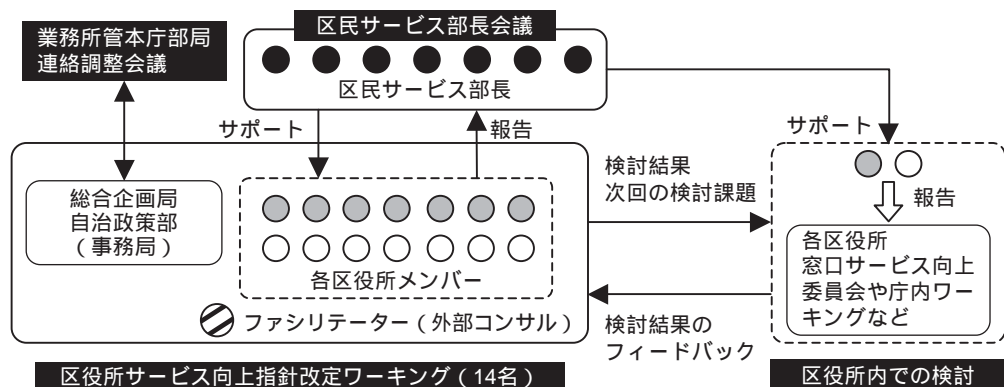 区民サービス部長会議
業務所管本庁部局
連絡調整会議
区民サービス部長
サポート
報告
サポート
総合企画局
自治政策部
(事務局)
各区役所メンバー
ファシリテーター(外部コンサル)
検討結果
次回の検討課題
検討結果の
フィードバック
報告
各区役所
窓口サービス向上
委員会や庁内ワー
キングなど
区役所サービス向上指針改定ワーキング(14名)
区役所内での検討